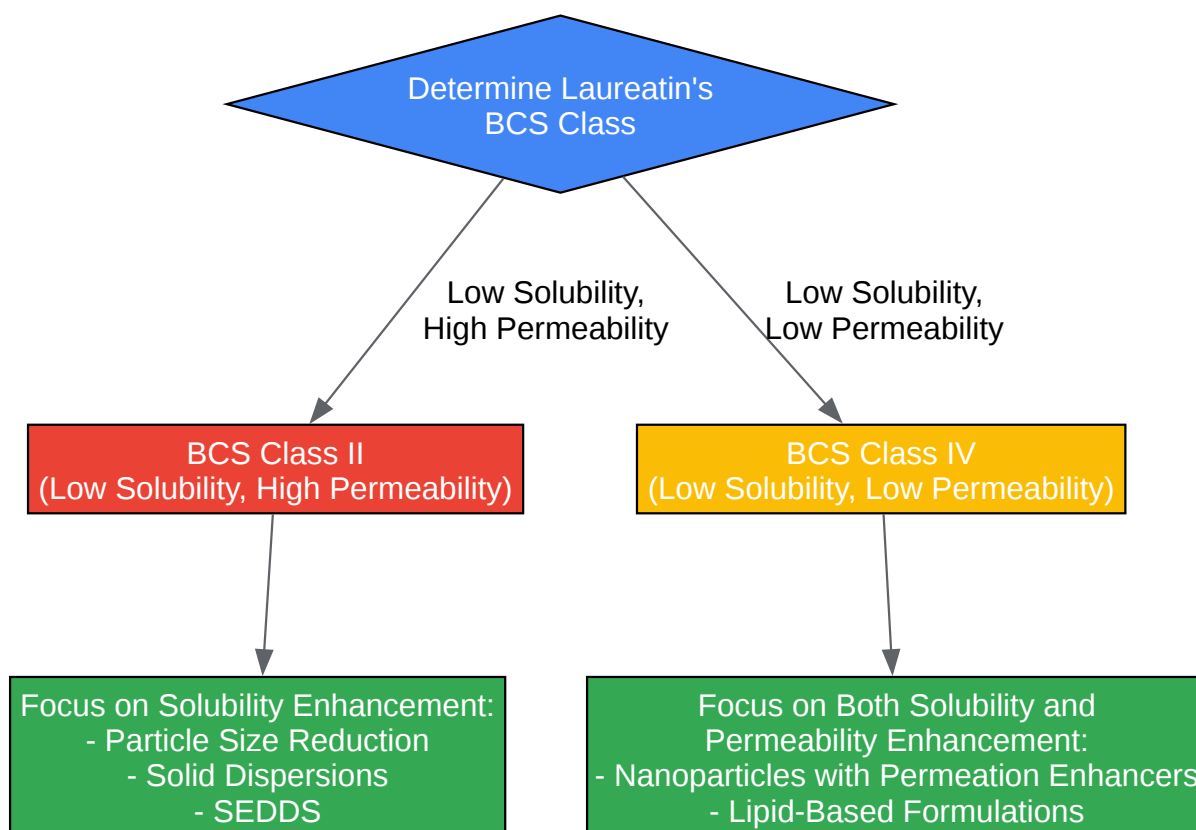 Determine Laureatin's
BCS Class
Low Solubility,
High Permeability
Low Solubility,
Low Permeability
BCS Class II
(Low Solubility, High Permeability)
BCS Class IV
(Low Solubility, Low Permeability)
Focus on Solubility Enhancement:
- Particle Size Reduction
- Solid Dispersions
- SEDDS
Focus on Both Solubility and
Permeability Enhancement:
- Nanoparticles with Permeation Enhancers
- Lipid-Based Formulations